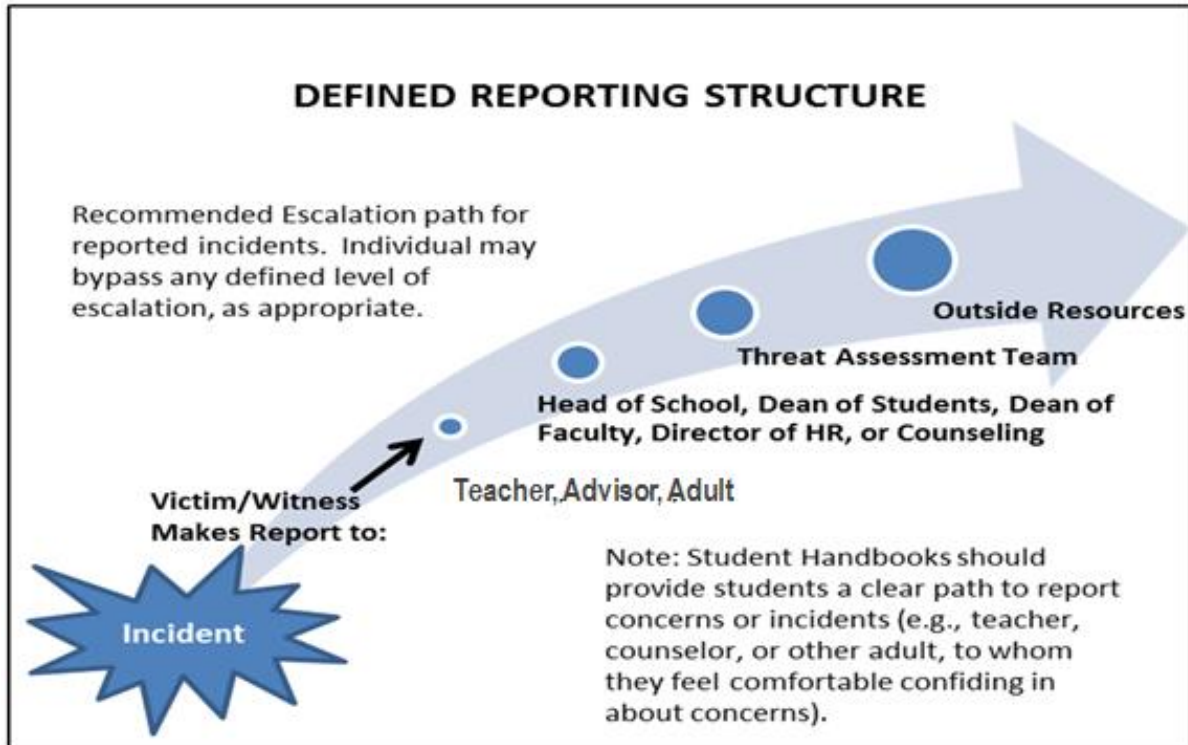 DEFINED REPORTING STRUCTURE
Recommended Escalation path for
reported incidents. Individual may
bypass any defined level of
escalation, as appropriate.
Outside Resources
Threat Assessment Team
Head of School, Dean of Students, Dean of
Faculty, Director of HR, or Counseling
Teacher, Advisor, Adult
Victim/Witness
Makes Report to:
Incident
Note: Student Handbooks should
provide students a clear path to report
concerns or incidents (e.g., teacher,
counselor, or other adult, to whom
they feel comfortable confiding in
about concerns).